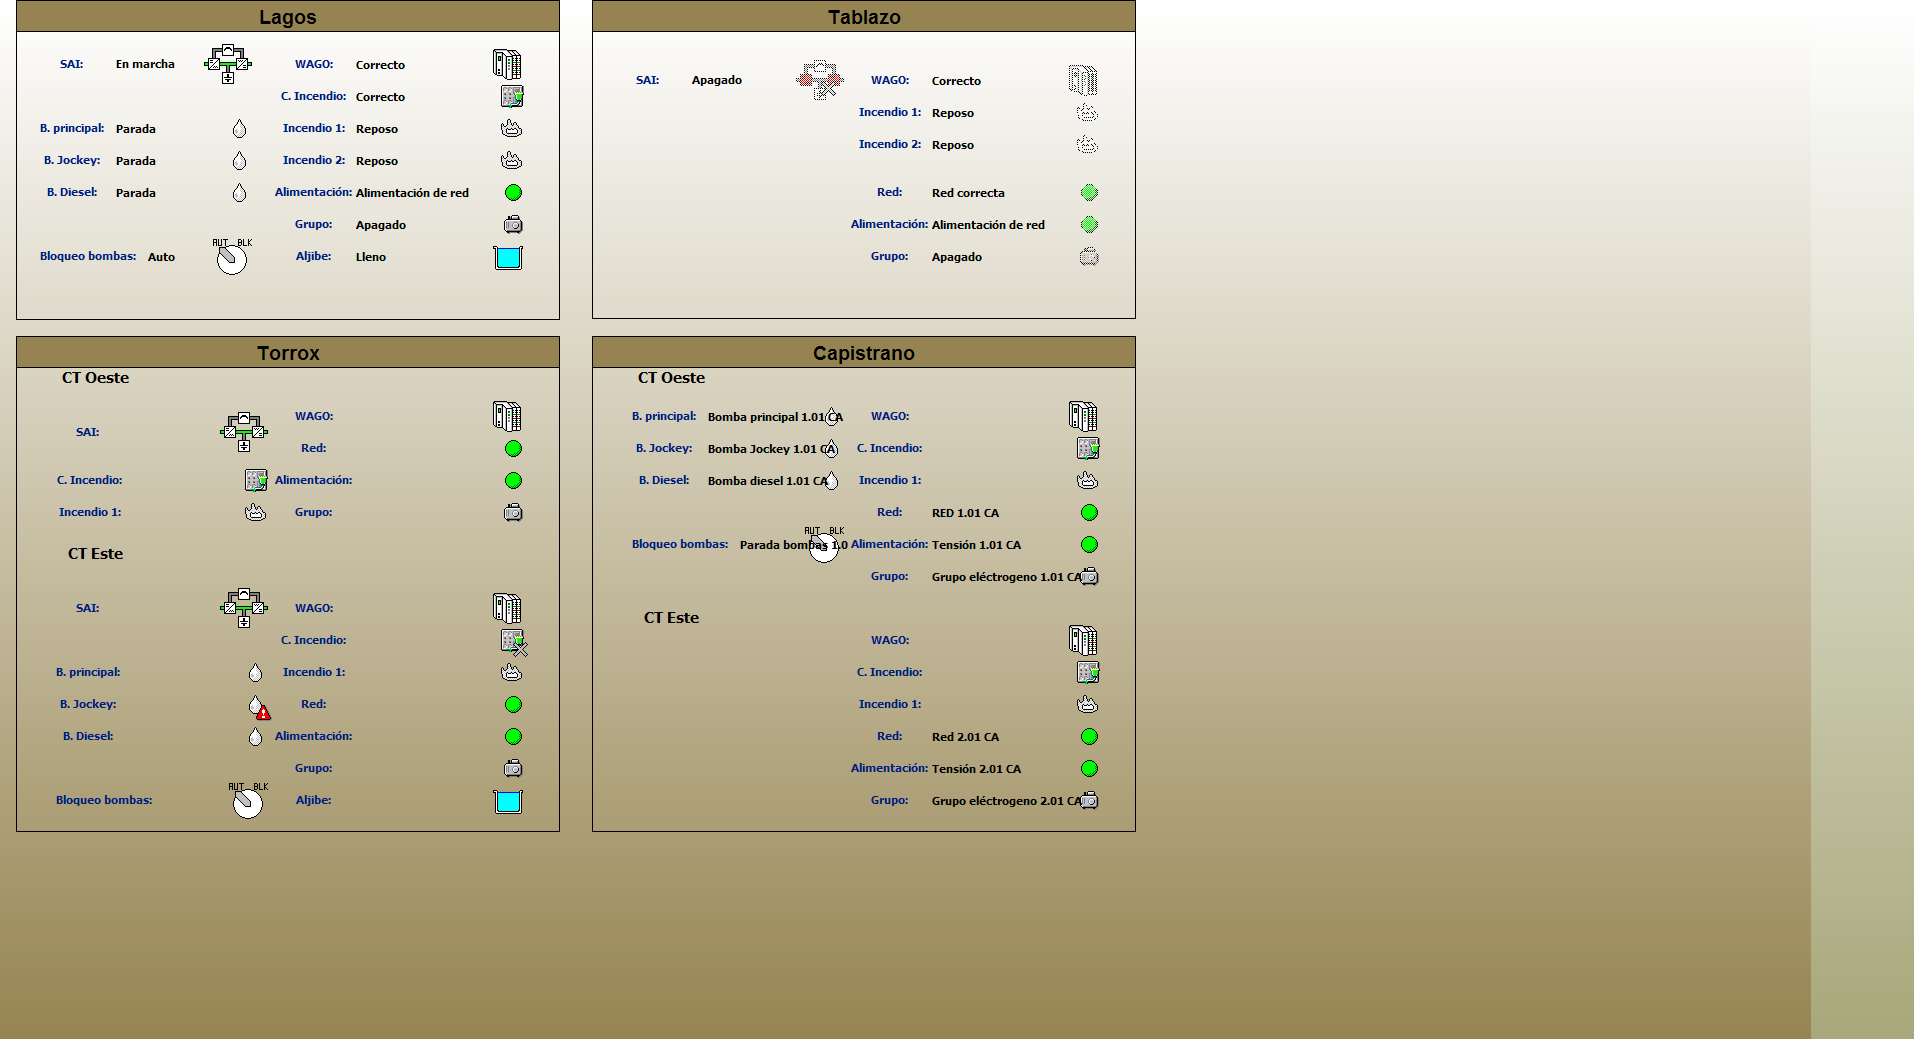 Lagos
SAI: En marcha WAGO: Correcto
C. Incendio: Correcto
B. principal: Parada Incendio 1: Reposo
B. Jockey: Parada Incendio 2: Reposo
B. Diesel: Parada Alimentación: Alimentación de red
Grupo: Apagado
AUT BLK
Bloqueo bombas: Auto Aljibe: Lleno
Tablazo
SAI: Apagado WAGO: Correcto
Incendio 1: Reposo
Incendio 2: Reposo
Red: Red correcta
Alimentación: Alimentación de red
Grupo: Apagado
Torrox
CT Oeste
WAGO:
SAI:
Red:
C. Incendio: Alimentación:
Incendio 1: Grupo:
CT Este
SAI: WAGO:
C. Incendio:
B. principal: Incendio 1:
B. Jockey: Red:
B. Diesel: Alimentación:
Grupo:
AUT BLK
Bloqueo bombas: Aljibe:
Capistrano
CT Oeste
B. principal: Bomba principal 1.01 CA WAGO:
B. Jockey: Bomba Jockey 1.01 CA C. Incendio:
B. Diesel: Bomba diesel 1.01 CA Incendio 1:
Red: RED 1.01 CA
AUT BLK
Bloqueo bombas: Parada bombas 1.0 Alimentación: Tensión 1.01 CA
Grupo: Grupo eléctrogeno 1.01 CA
CT Este
WAGO:
C. Incendio:
Incendio 1:
Red: Red 2.01 CA
Alimentación: Tensión 2.01 CA
Grupo: Grupo eléctrogeno 2.01 CA